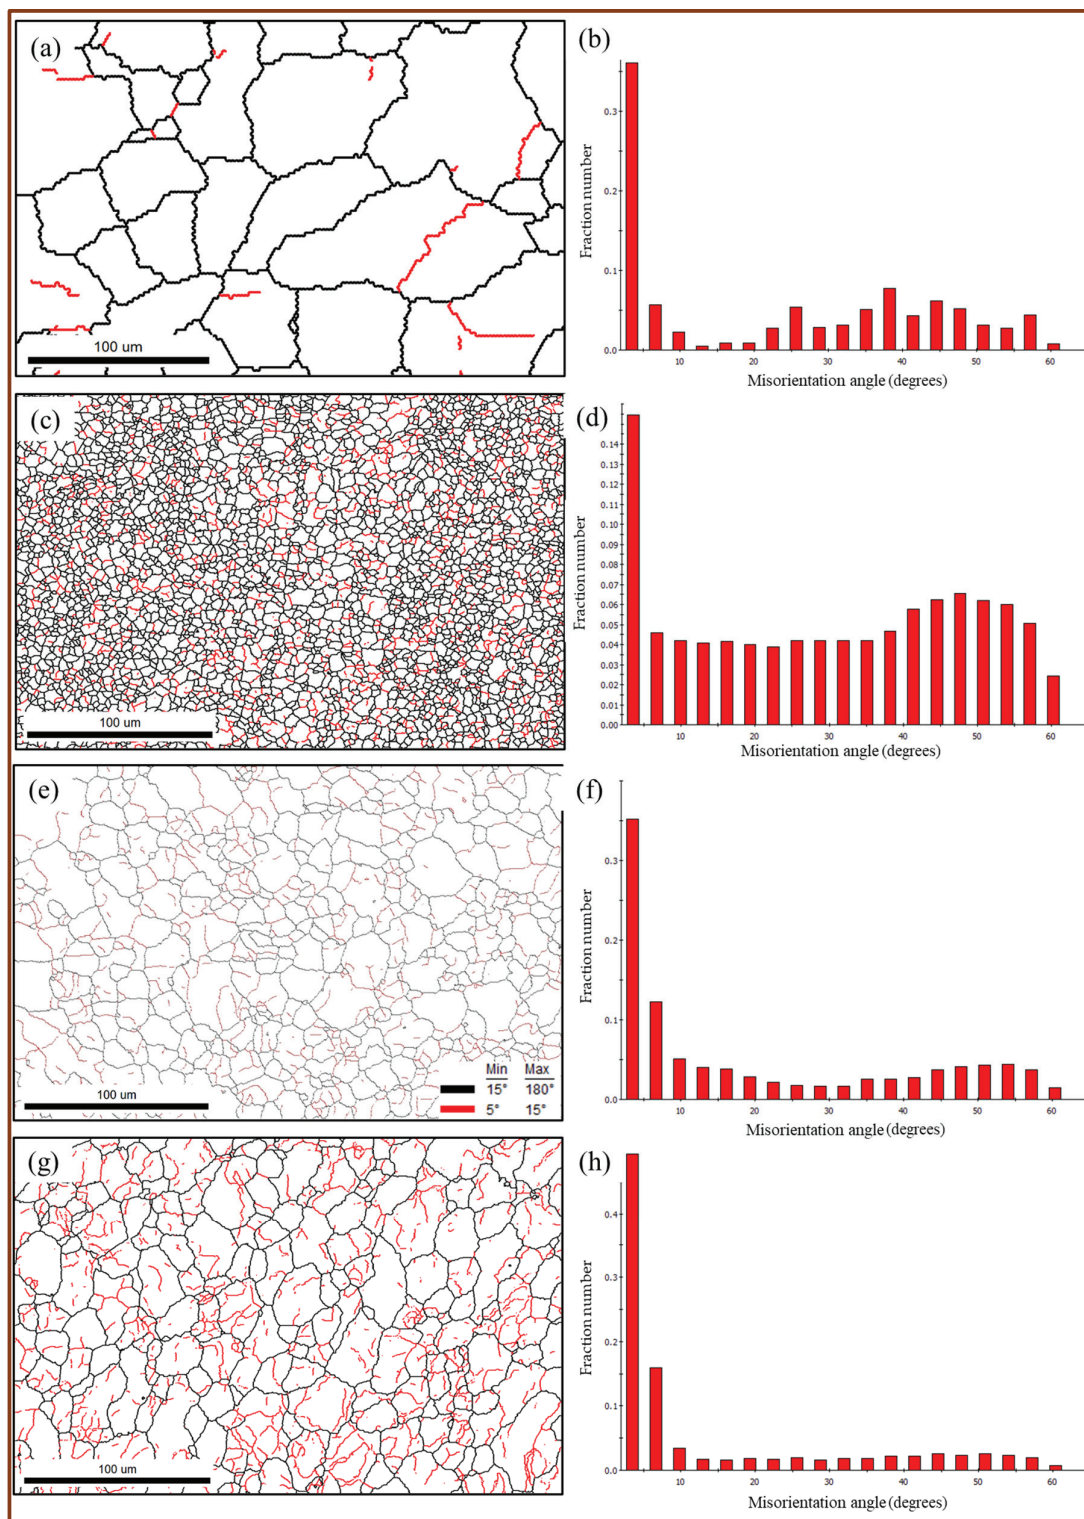 (a)
100 um
(b)
Fraction number
0.3
0.2
0.1
0.0
10 20 30 40 50 60
Misorientation angle (degrees)
(c)
100 um
(d)
Fraction number
0.14
0.13
0.12
0.11
0.10
0.09
0.08
0.07
0.06
0.05
0.04
0.03
0.02
0.01
0.00
10 20 30 40 50 60
Misorientation angle (degrees)
(e)
Min Max
15° 180°
5° 15°
100 um
(f)
Fraction number
0.3
0.2
0.1
0.0
10 20 30 40 50 60
Misorientation angle (degrees)
(g)
100 um
(h)
Fraction number
0.4
0.3
0.2
0.1
0.0
10 20 30 40 50 60
Misorientation angle (degrees)